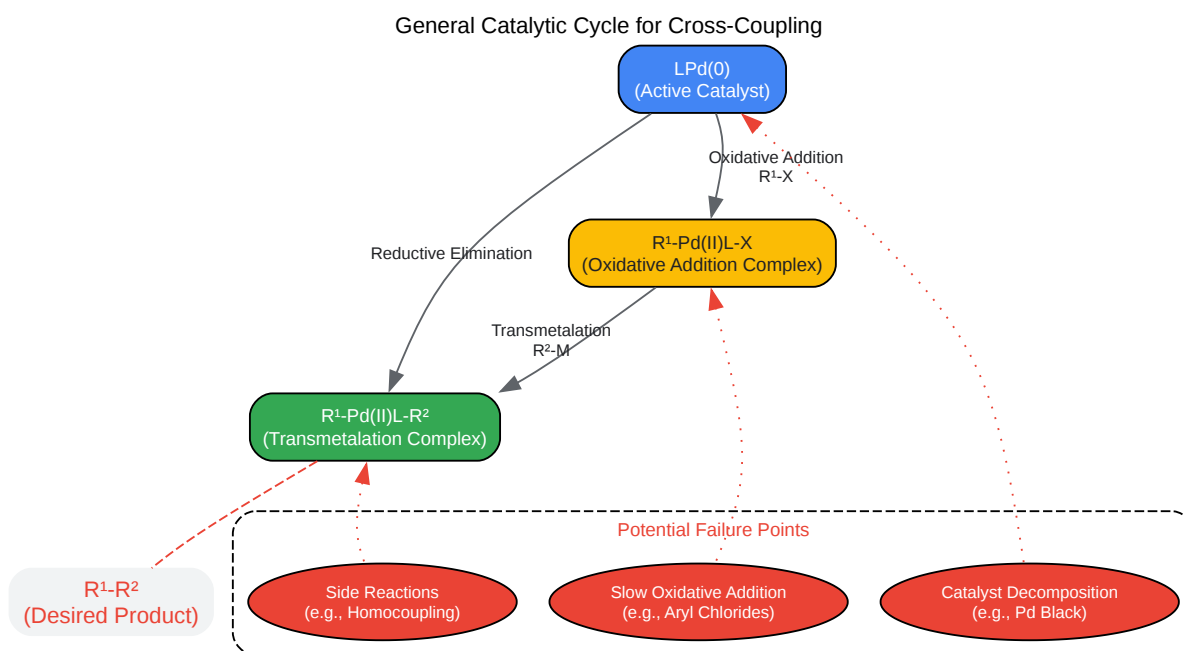 General Catalytic Cycle for Cross-Coupling
LPd(0)
(Active Catalyst)
Oxidative Addition
R¹-X
R¹-Pd(II)L-X
(Oxidative Addition Complex)
Reductive Elimination
Transmetalation
R²-M
R¹-Pd(II)L-R²
(Transmetalation Complex)
Potential Failure Points
R¹-R²
(Desired Product)
Side Reactions
(e.g., Homocoupling)
Slow Oxidative Addition
(e.g., Aryl Chlorides)
Catalyst Decomposition
(e.g., Pd Black)